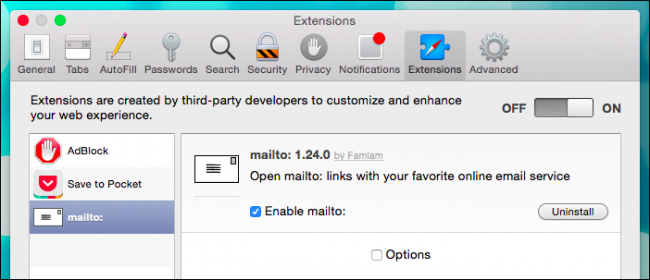 Extensions
General Tabs AutoFill Passwords Search Security Privacy Notifications Extensions Advanced
Extensions are created by third-party developers to customize and enhance
your web experience.
OFF ON
AdBlock
Save to Pocket
mailto:
mailto: 1.24.0 by Famlam
Open mailto: links with your favorite online email service
Enable mailto: Uninstall
Options